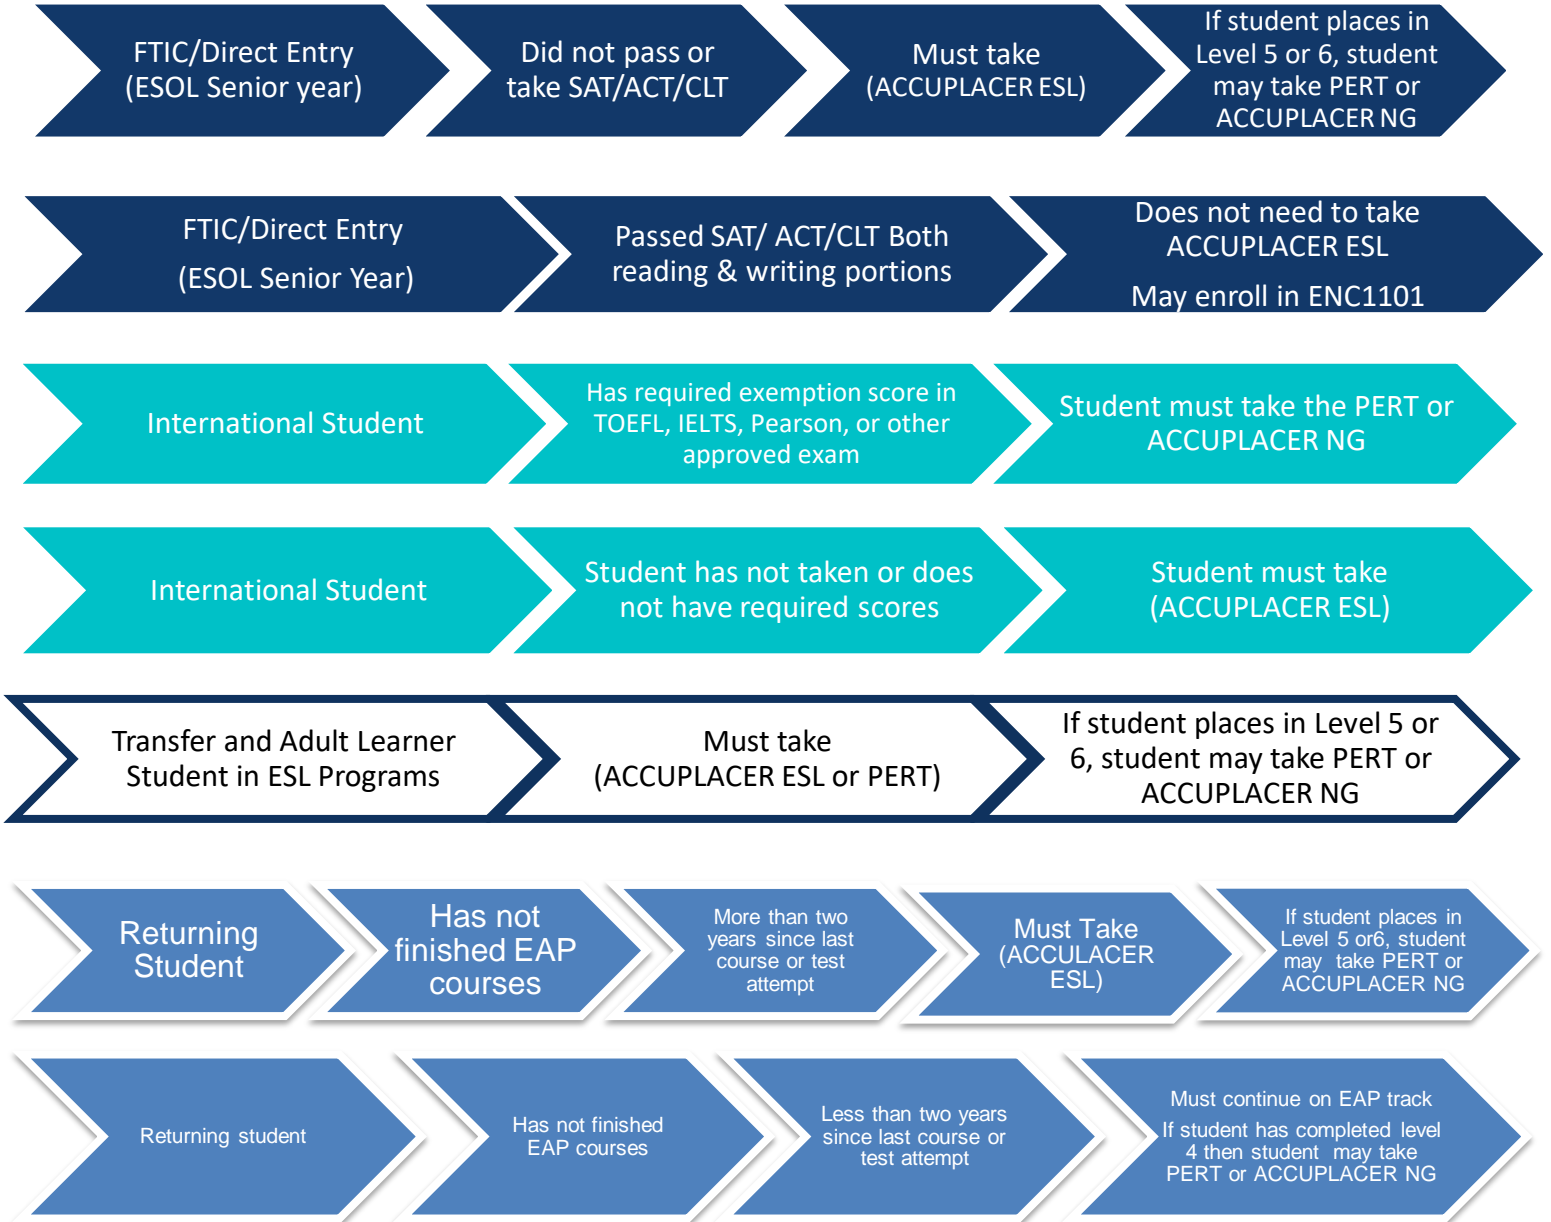 FTIC/Direct Entry
(ESOL Senior year)
Did not pass or
take SAT/ACT/CLT
Must take
(ACCUPLACER ESL)
If student places in
Level 5 or 6, student
may take PERT or
ACCUPLACER NG
FTIC/Direct Entry
(ESOL Senior Year)
Passed SAT/ ACT/CLT Both
reading & writing portions
Does not need to take
ACCUPLACER ESL
May enroll in ENC1101
International Student
Has required exemption score in
TOEFL, IELTS, Pearson, or other
approved exam
Student must take the PERT or
ACCUPLACER NG
International Student
Student has not taken or does
not have required scores
Student must take
(ACCUPLACER ESL)
Transfer and Adult Learner
Student in ESL Programs
Must take
(ACCUPLACER ESL or PERT)
If student places in Level 5 or
6, student may take PERT or
ACCUPLACER NG
Returning
Student
Has not
finished EAP
courses
More than two
years since last
course or test
attempt
Must Take
(ACCULACER
ESL)
If student places in
Level 5 or6, student
may take PERT or
ACCUPLACER NG
Returning student
Has not finished
EAP courses
Less than two years
since last course or
test attempt
Must continue on EAP track
If student has completed level
4 then student may take
PERT or ACCUPLACER NG